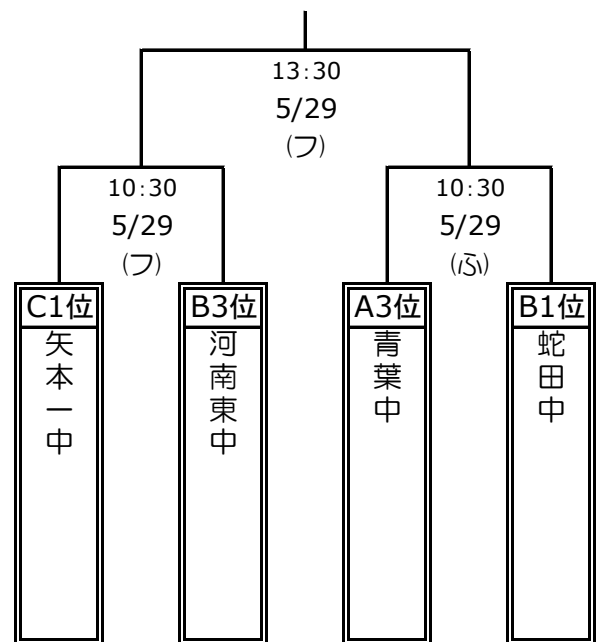 13:30
5/29
(フ)
10:30
5/29
(フ)
10:30
5/29
(ふ)
C1位
矢本一中
B3位
河南東中
A3位
青葉中
B1位
蛇田中